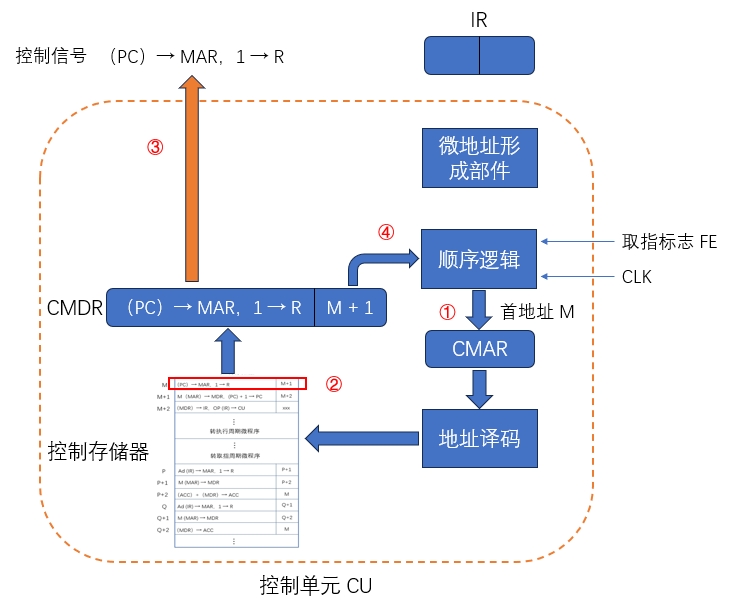 IR
控制信号 （PC）→ MAR，1 → R
③
微地址形
成部件
④
顺序逻辑
取指标志 FE
CLK
①
首地址 M
CMDR
（PC）→ MAR，1 → R
M + 1
CMAR
②
M
（PC）→ MAR，1 → R
M+1
M+1
M（MAR）→ MDR，（PC）+ 1 → PC
M+2
M+2
（MDR）→ IR，OP（IR）→ CU
xxx
⋮
转执行周期微程序
⋮
转取指周期微程序
控制存储器
地址译码
P
Ad（IR）→ MAR，1 → R
P+1
P+1
M（MAR）→ MDR
P+2
P+2
（ACC）+（MDR）→ ACC
M
Q
Ad（IR）→ MAR，1 → R
Q+1
Q+1
M（MAR）→ MDR
Q+2
Q+2
（MDR）→ ACC
M
⋮
控制单元 CU